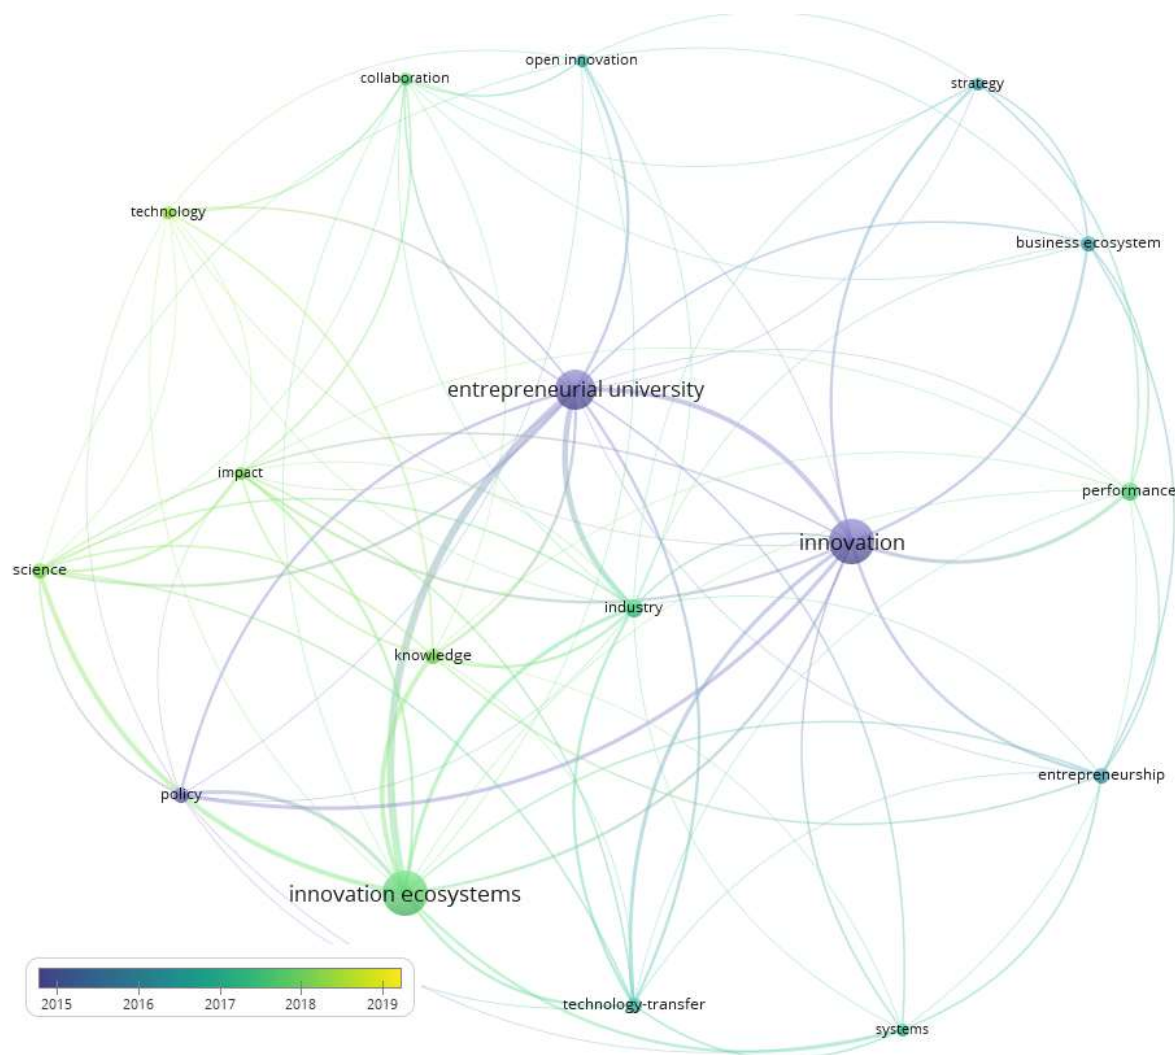 open innovation
collaboration
strategy
technology
business ecosystem
entrepreneurial university
impact
performance
innovation
science
industry
knowledge
entrepreneurship
policy
innovation ecosystems
technology-transfer
systems
2015 2016 2017 2018 2019